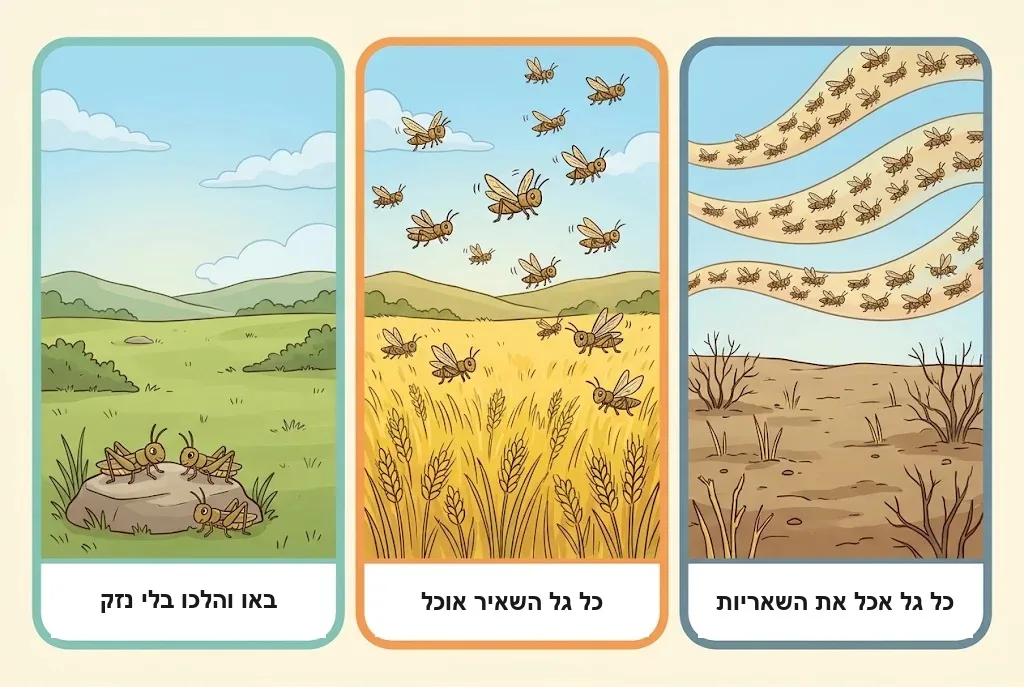 כל גל אכל את השאריות
כל גל השאיר אוכל
באו והלכו בלי נזק